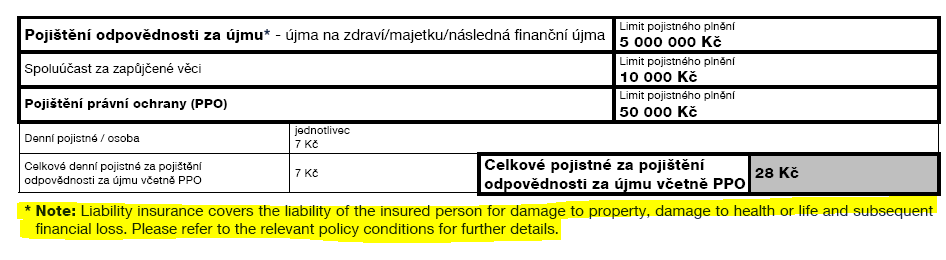 Pojištění odpovědnosti za újmu* - újma na zdraví/majetku/následná finanční újma
Limit pojistného plnění
5 000 000 Kč
Spoluúčast za zapůjčené věci
Limit pojistného plnění
10 000 Kč
Pojištění právní ochrany (PPO)
Limit pojistného plnění
50 000 Kč
Denní pojistné / osoba
jednotlivec
7 Kč
Celkové denní pojistné za pojištění
odpovědnosti za újmu včetně PPO
7 Kč
Celkové pojistné za pojištění
odpovědnosti za újmu včetně PPO
28 Kč
* Note: Liability insurance covers the liability of the insured person for damage to property, damage to health or life and subsequent
financial loss. Please refer to the relevant policy conditions for further details.